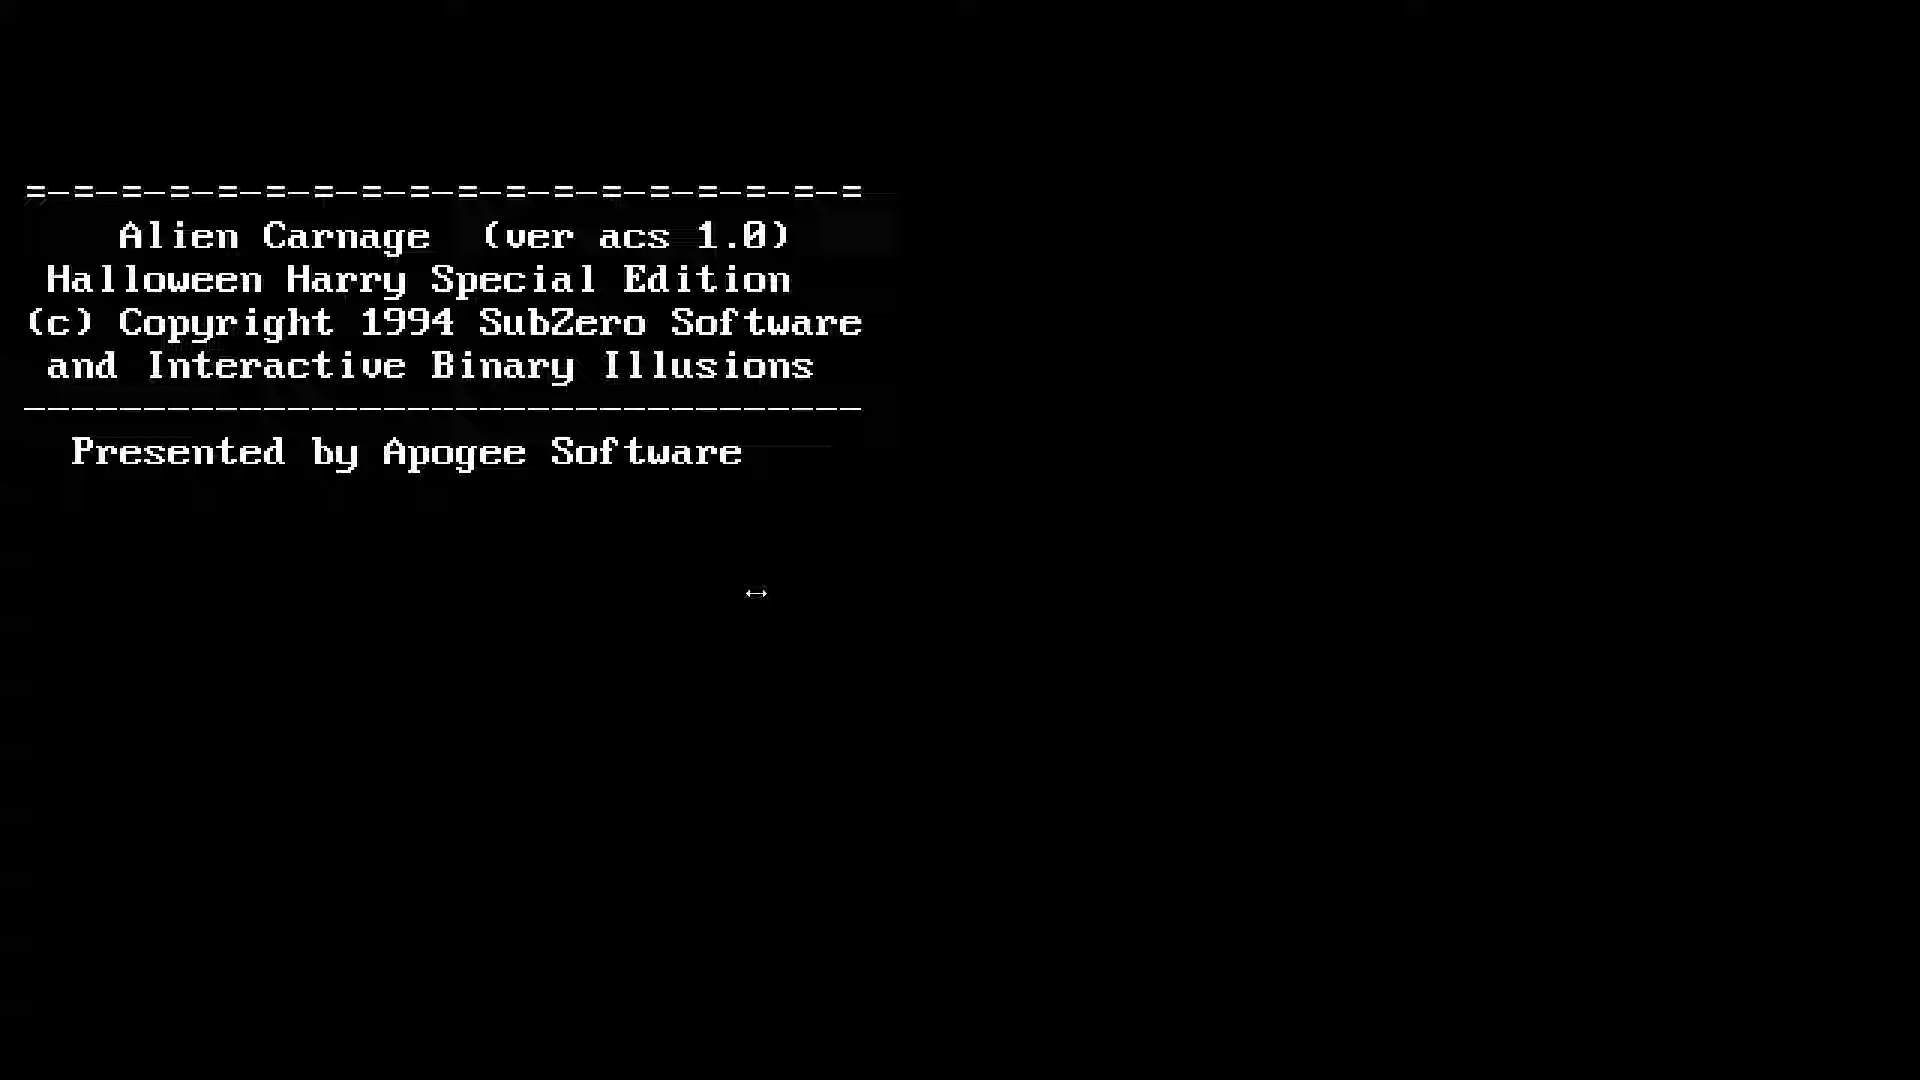 =-=-=-=-=-=-=-=-=-=-=-=-=-=-=-=-=-=
Alien Carnage (ver acs 1.0)
Halloween Harry Special Edition
(c) Copyright 1994 SubZero Software
and Interactive Binary Illusions
-----------------------------------
Presented by Apogee Software